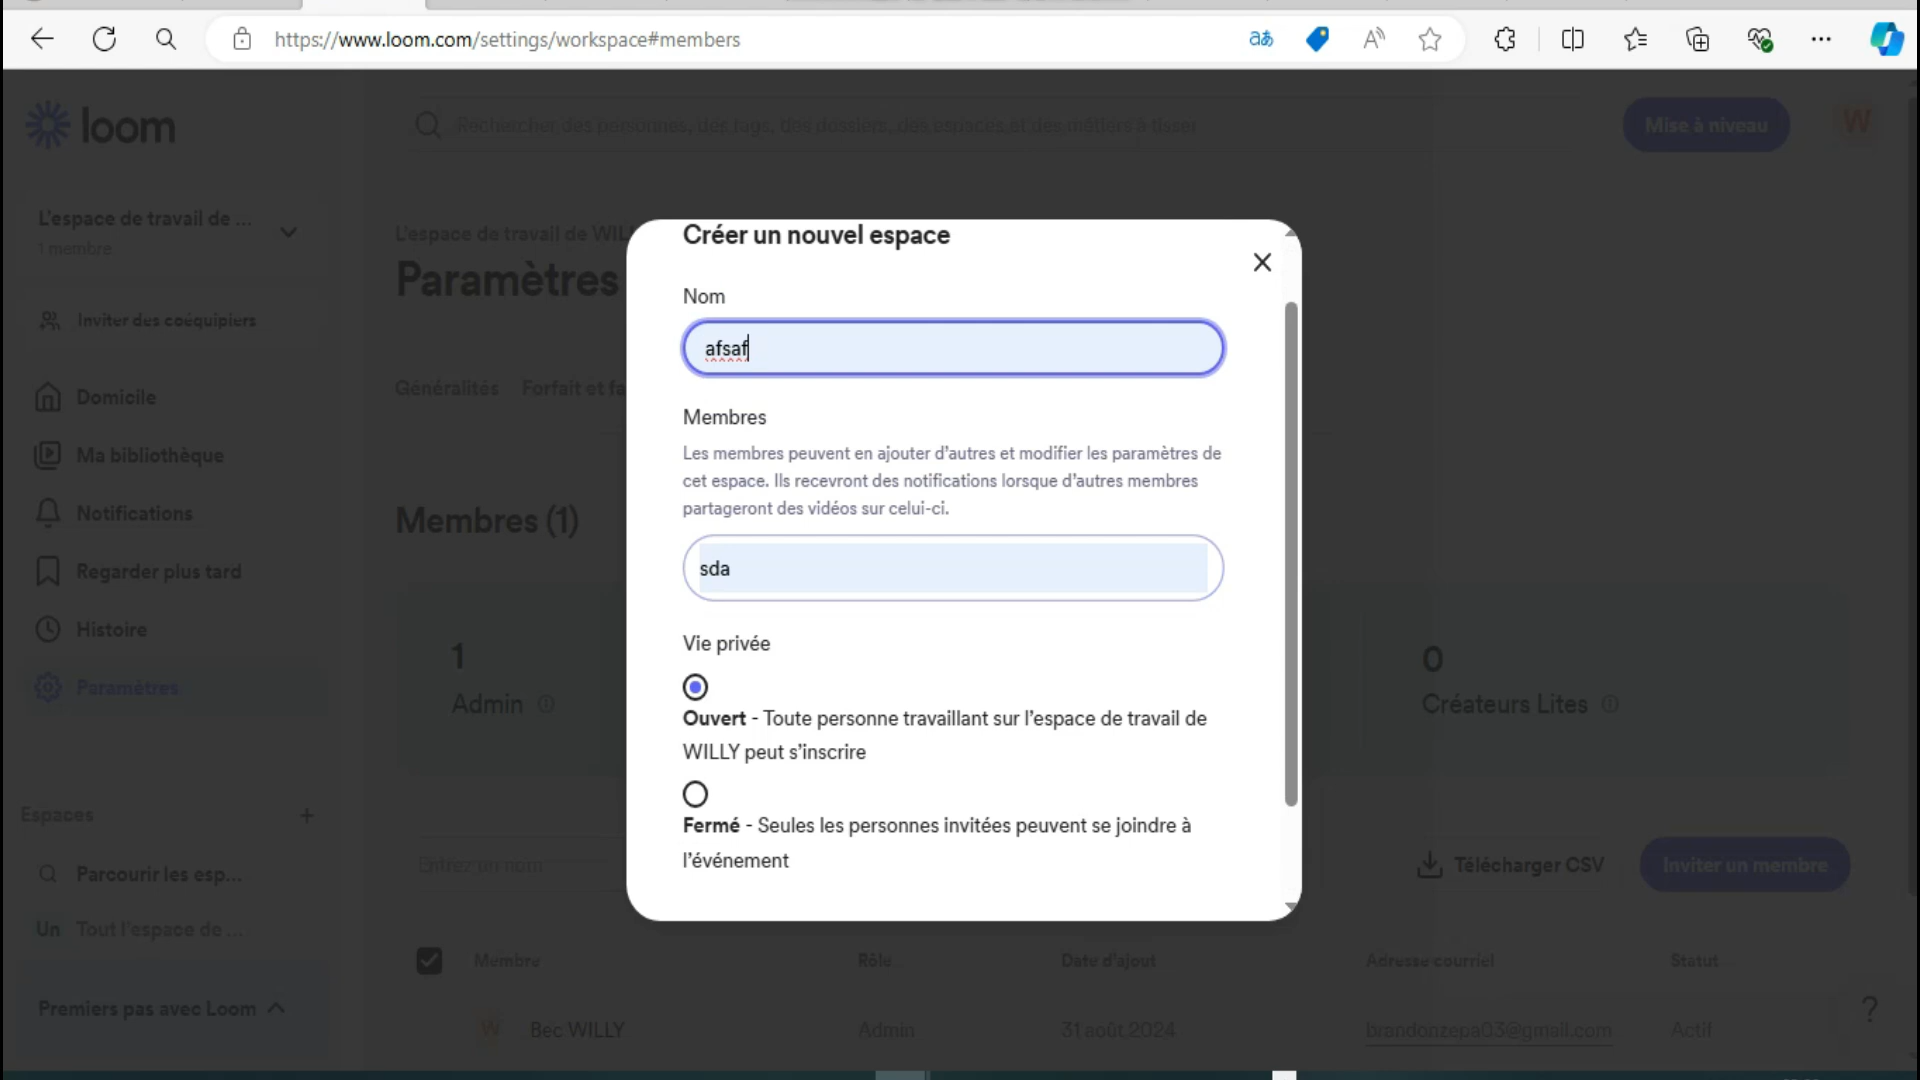 https://www.loom.com/settings/workspace#members
loom
Rechercher des personnes, des tags, des dossiers, des espaces et des métiers à tisser
Mise à niveau
W
L'espace de travail de ...
1 membre
Inviter des coéquipiers
Domicile
Ma bibliothèque
Notifications
Regarder plus tard
Histoire
Paramètres
Espaces
Parcourir les esp...
Un Tout l'espace de ...
Premiers pas avec Loom
L'espace de travail de WIL
Paramètres
Généralités Forfait et fa
Membres (1)
1
Admin
0
Créateurs Lites
Entrez un nom
Télécharger CSV
Inviter un membre
Membre Rôle Date d'ajout Adresse courriel Statut
W Bec WILLY Admin 31 août 2024 brandonzepa03@gmail.com Actif
Créer un nouvel espace
Nom
afsaf
Membres
Les membres peuvent en ajouter d'autres et modifier les paramètres de
cet espace. Ils recevront des notifications lorsque d'autres membres
partageront des vidéos sur celui-ci.
sda
Vie privée
Ouvert - Toute personne travaillant sur l'espace de travail de
WILLY peut s'inscrire
Fermé - Seules les personnes invitées peuvent se joindre à
l'événement
?